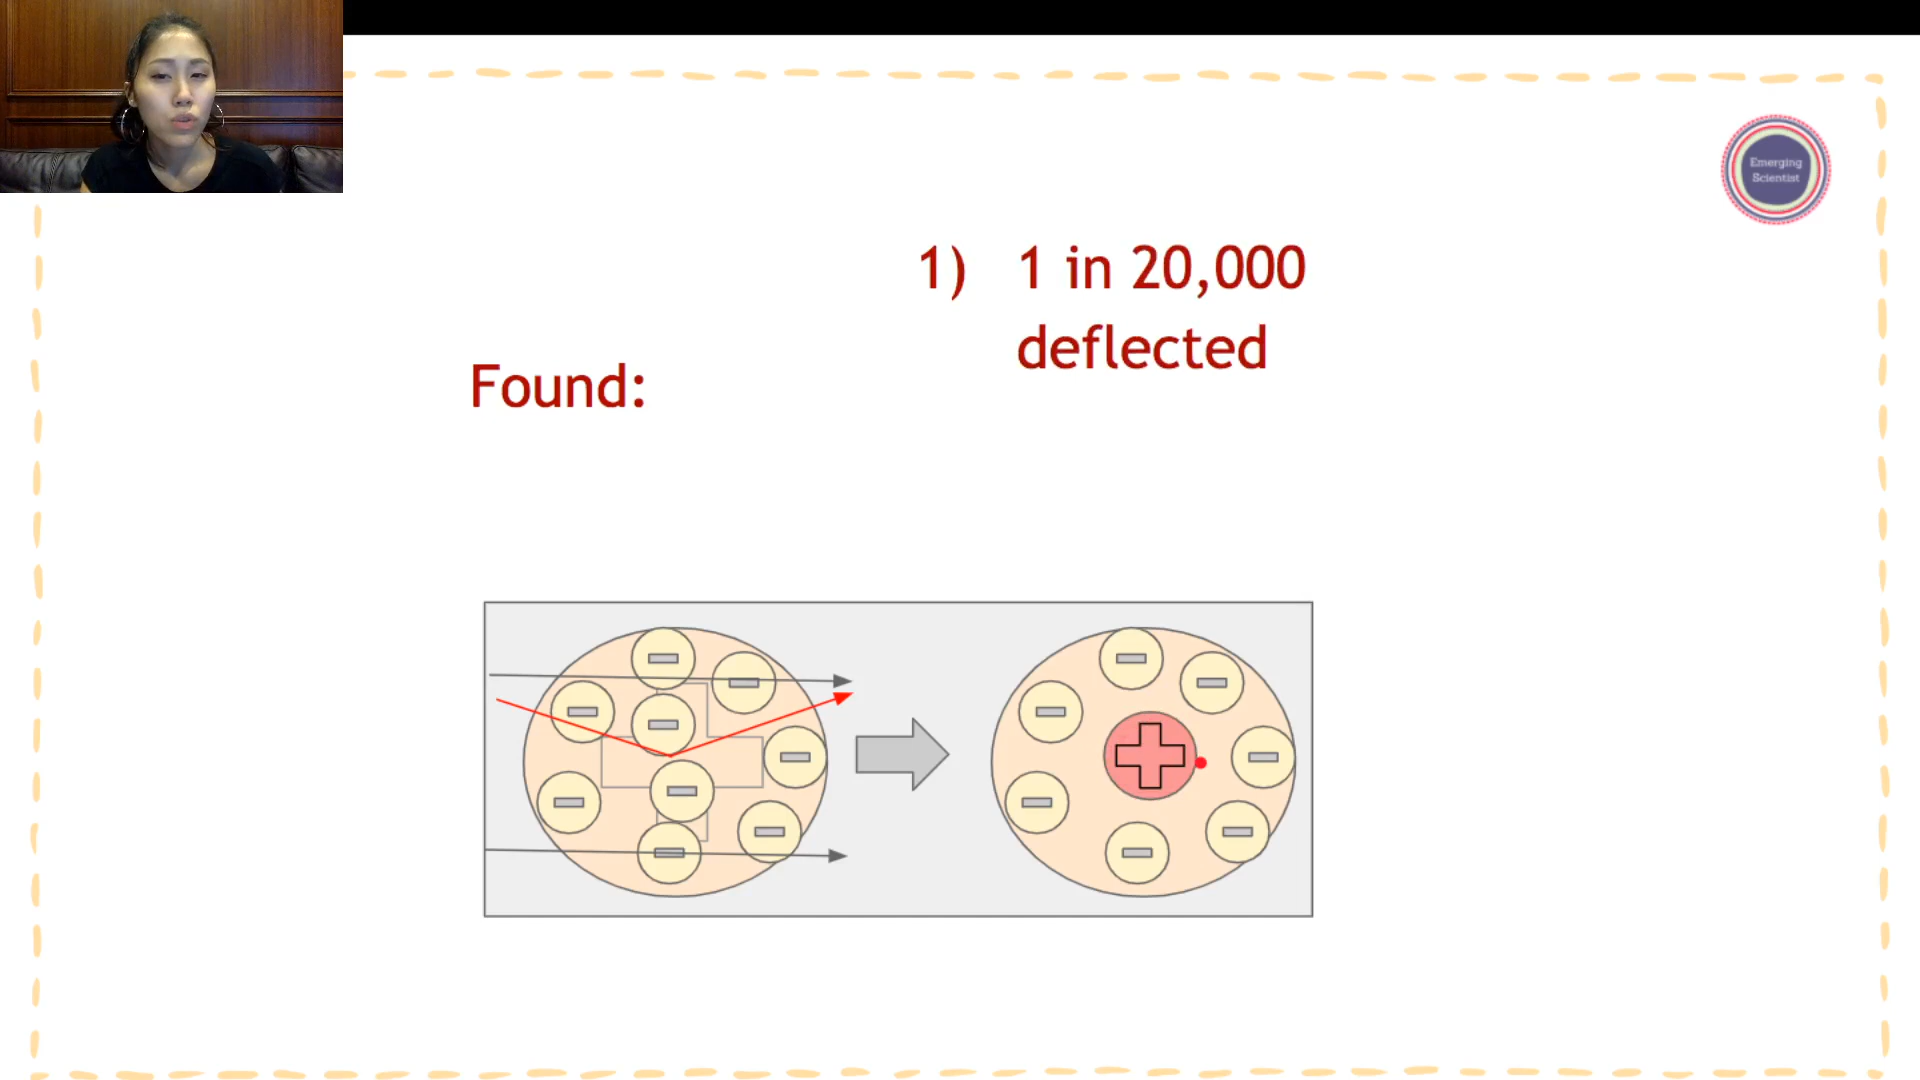 Emerging
Scientist
1) 1 in 20,000
deflected
Found: